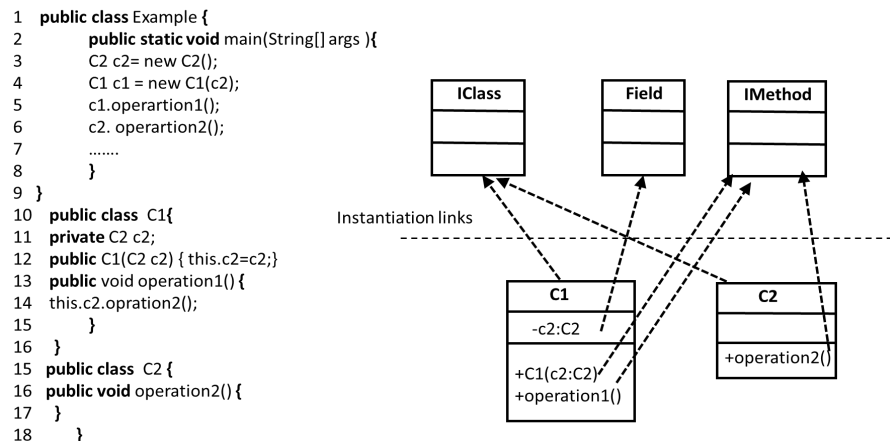 1 public class Example {
2 public static void main(String[] args ){
3 C2 c2= new C2();
4 C1 c1 = new C1(c2);
5 c1.operartion1();
6 c2. operartion2();
7 .......
8 }
9 }
10 public class C1{
11 private C2 c2;
12 public C1(C2 c2) { this.c2=c2;}
13 public void operation1() {
14 this.c2.opration2();
15 }
16 }
15 public class C2 {
16 public void operation2() {
17 }
18 }
IClass
Field
IMethod
Instantiation links
C1
-c2:C2
+C1(c2:C2)
+operation1()
C2
+operation2()